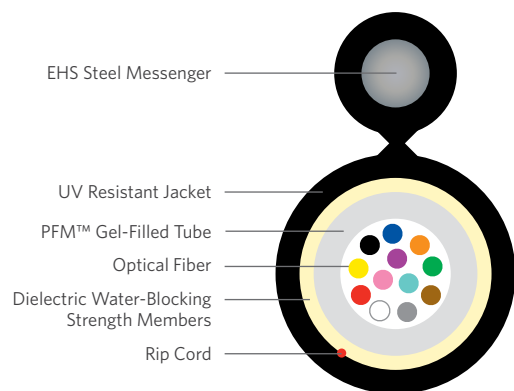 EHS Steel Messenger
UV Resistant Jacket
PFM™ Gel-Filled Tube
Optical Fiber
Dielectric Water-Blocking
Strength Members
Rip Cord